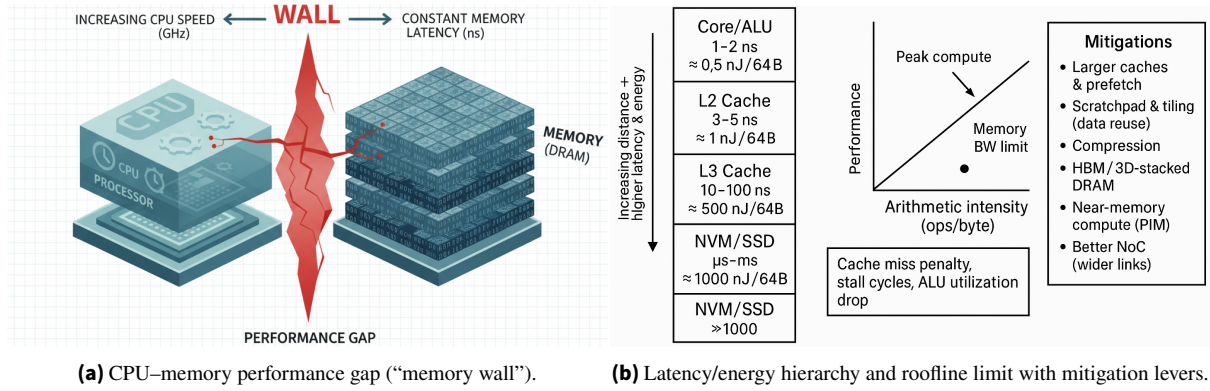 INCREASING CPU SPEED
(GHz)
WALL
CONSTANT MEMORY
LATENCY (ns)
CPU
CPU
PROCESSOR
MEMORY
(DRAM)
PERFORMANCE GAP
(a) CPU–memory performance gap (“memory wall”).
Increasing distance +
higher latency & energy
Core/ALU
1–2 ns
≈ 0,5 nJ/64B
L2 Cache
3–5 ns
≈ 1 nJ/64B
L3 Cache
10–100 ns
≈ 500 nJ/64B
NVM/SSD
µs–ms
≈ 1000 nJ/64B
NVM/SSD
>>1000
Performance
Peak compute
Memory
BW limit
Arithmetic intensity
(ops/byte)
Cache miss penalty,
stall cycles, ALU utilization
drop
Mitigations
• Larger caches
& prefetch
• Scratchpad & tiling
(data reuse)
• Compression
• HBM/3D-stacked
DRAM
• Near-memory
compute (PIM)
• Better NoC
(wider links)
(b) Latency/energy hierarchy and roofline limit with mitigation levers.